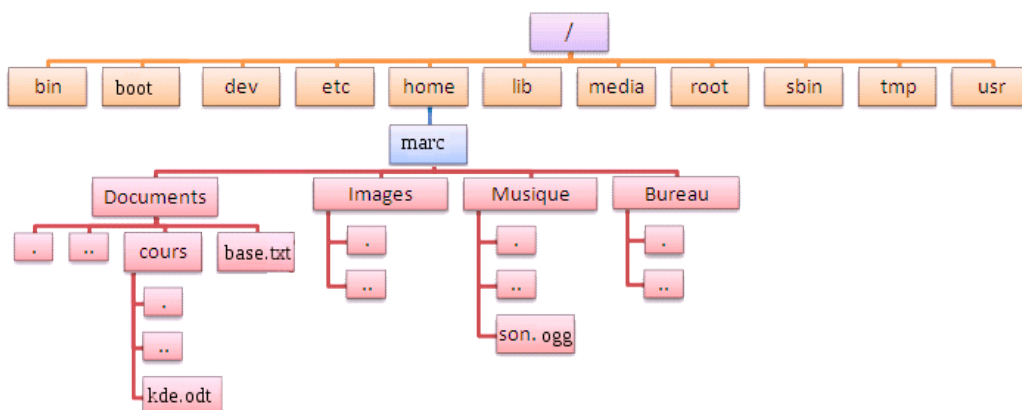 /
bin boot dev etc home lib media root sbin tmp usr
marc
Documents Images Musique Bureau
. .. cours base.txt . . .
. .. .. ..
.. son. ogg
kde.odt